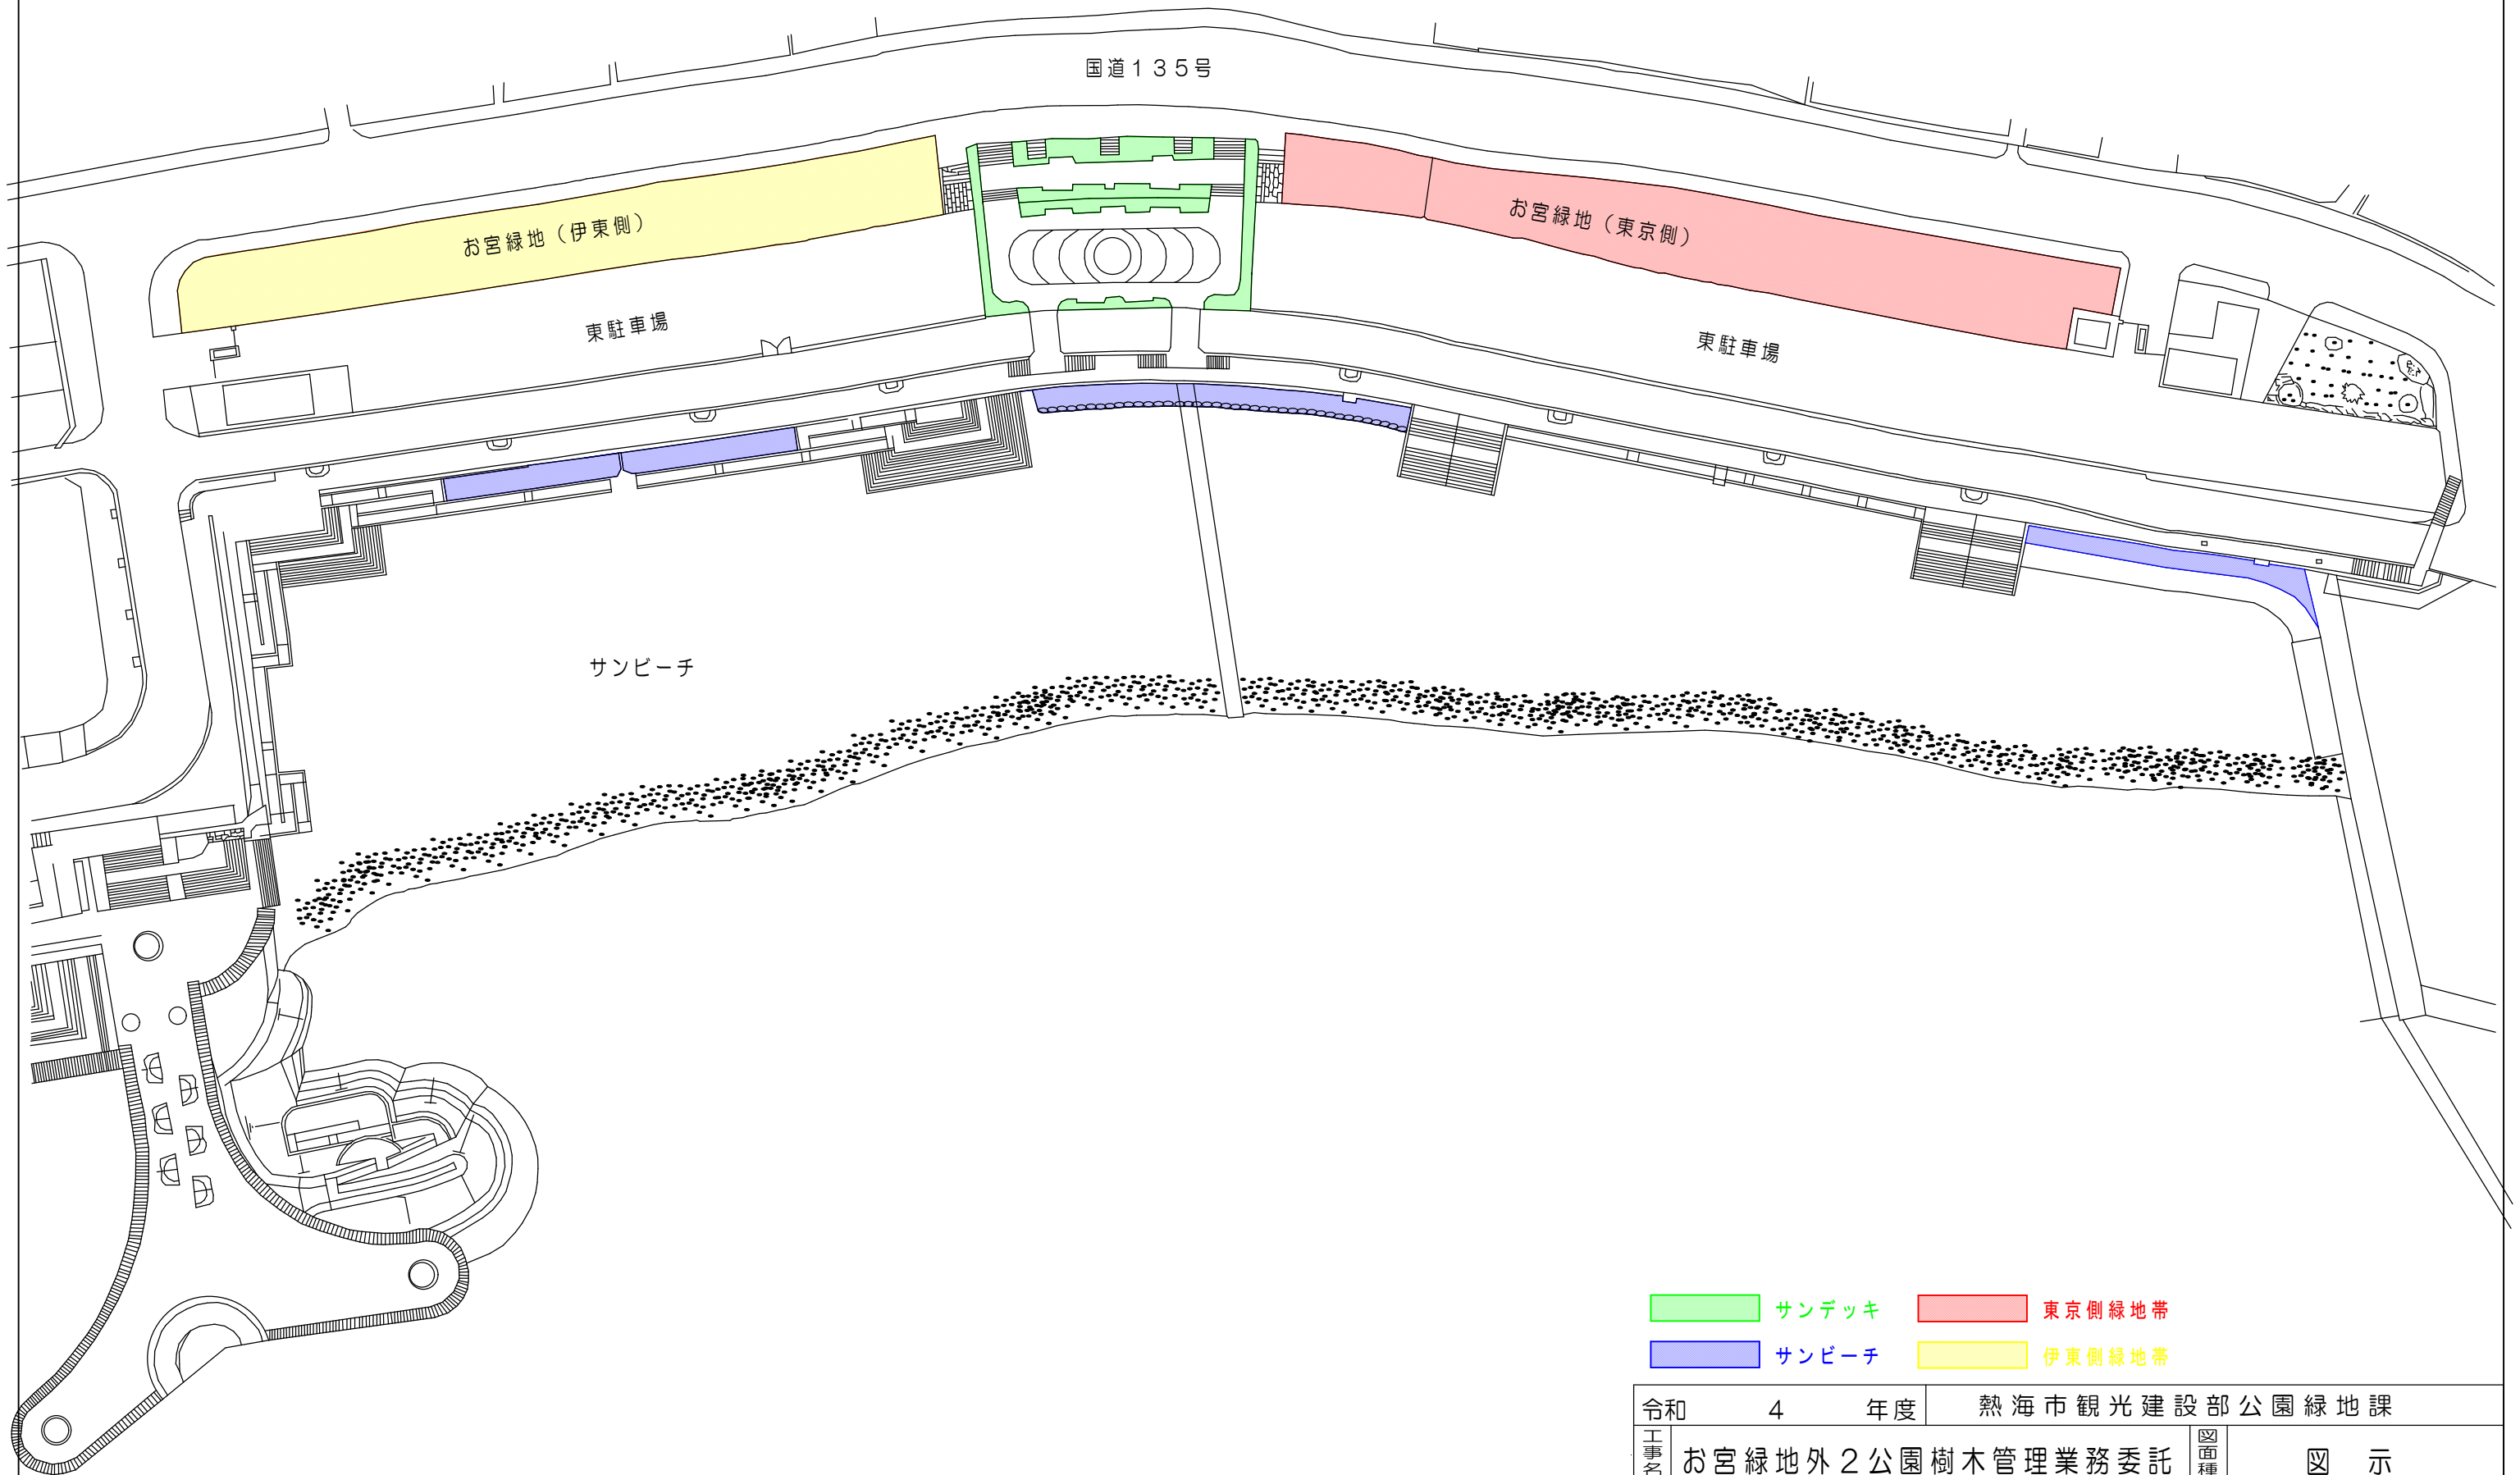 国道１３５号
お宮緑地（伊東側）
お宮緑地（東京側）
東駐車場
東駐車場
サンビーチ
サンデッキ
東京側緑地帯
サンビーチ
伊東側緑地帯
令和　４　年度
熱海市観光建設部公園緑地課
工事名
お宮緑地外２公園樹木管理業務委託
図面種
図　示